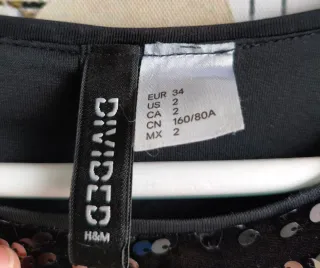 DIVIDED
H&M
EUR 34
US 2
CA 2
CN 160/80A
MX 2